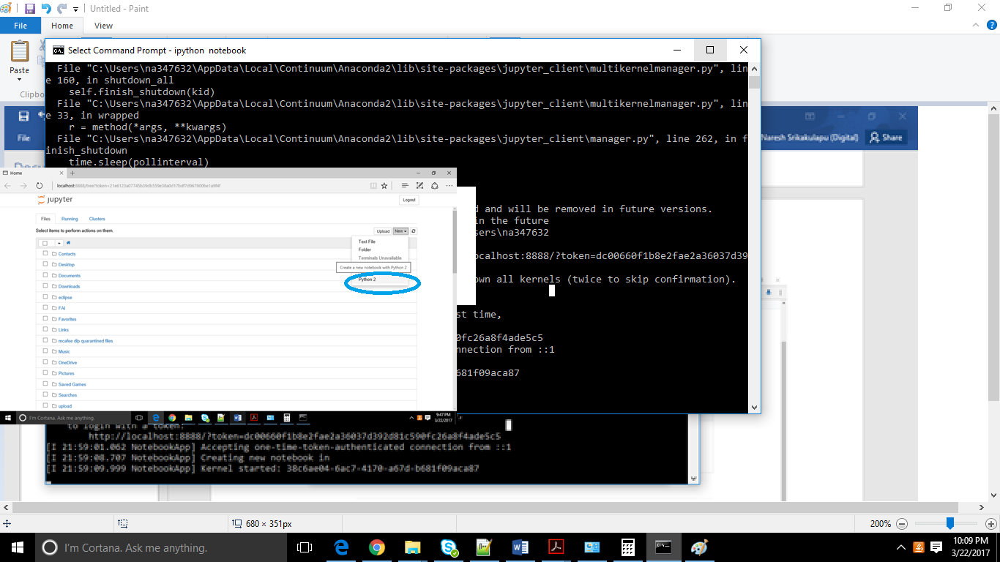 Untitled - Paint
File
Home
View
Paste
Clipb
Select Command Prompt - ipython  notebook
File "C:\Users\na347632\AppData\Local\Continuum\Anaconda2\lib\site-packages\jupyter_client\multikernelmanager.py", lin
e 160, in shutdown_all
self.finish_shutdown(kid)
File "C:\Users\na347632\AppData\Local\Continuum\Anaconda2\lib\site-packages\jupyter_client\multikernelmanager.py", lin
e 33, in wrapped
r = method(*args, **kwargs)
File "C:\Users\na347632\AppData\Local\Continuum\Anaconda2\lib\site-packages\jupyter_client\manager.py", line 262, in f
inish_shutdown
time.sleep(pollinterval)
d and will be removed in future versions.
in the future
sers\na347632
ocalhost:8888/?token=dc00660f1b8e2fae2a36037d39
own all kernels (twice to skip confirmation).
st time,
0fc26a8f4ade5c5
nnection from ::1
681f09aca87
File
Naresh Srikakulapu (Digital)
Share
Home
jupyter
Logout
Files
Running
Clusters
Select items to perform actions on them.
Upload
New
Text File
Folder
Terminals Unavailable
Create a new notebook with Python 2
Python 2
Contacts
Desktop
Documents
Downloads
eclipse
FAI
Favorites
Links
mcafee dlp quarantined files
Music
OneDrive
Pictures
Saved Games
Searches
upload
I'm Cortana. Ask me anything.
9:47 PM
3/22/2017
to login with a token:
http://localhost:8888/?token=dc00660f1b8e2fae2a36037d392d81c590fc26a8f4ade5c5
[I 21:59:01.062 NotebookApp] Accepting one-time-token-authenticated connection from ::1
[I 21:59:08.707 NotebookApp] Creating new notebook in
[I 21:59:09.999 NotebookApp] Kernel started: 38c6ae04-6ac7-4170-a67d-b681f09aca87
680 × 351px
200%
I'm Cortana. Ask me anything.
10:09 PM
3/22/2017